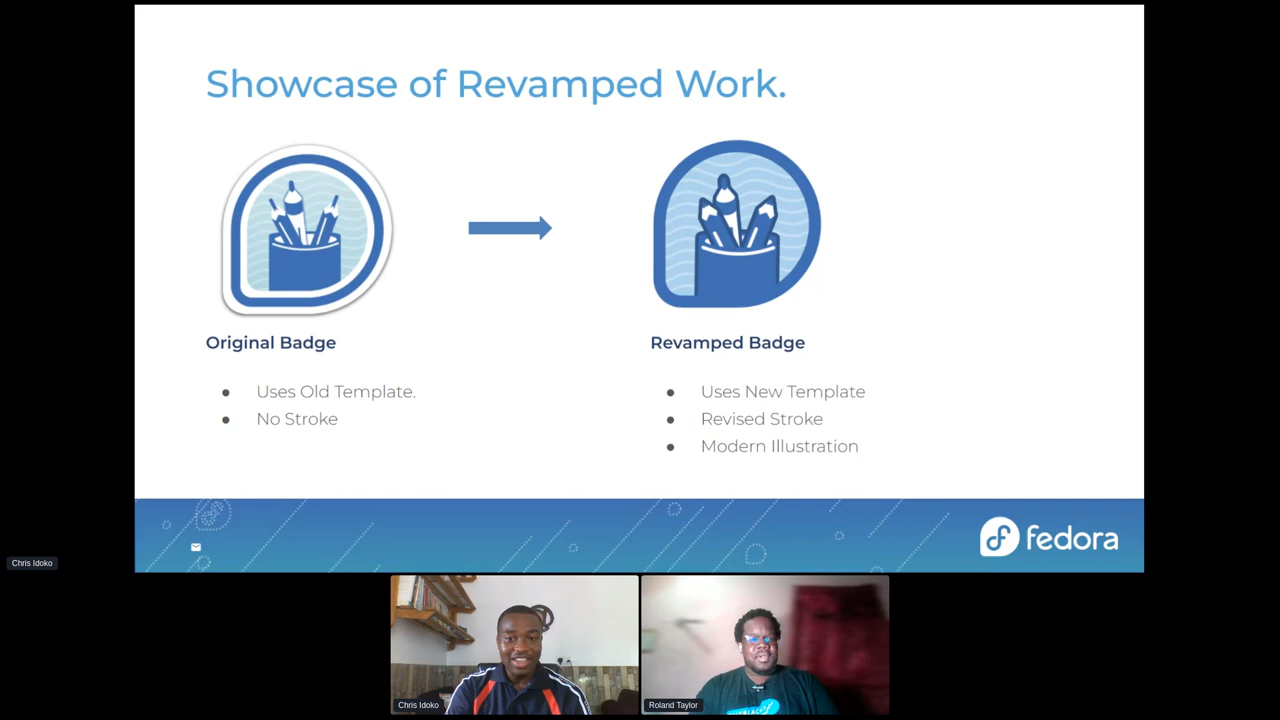 Showcase of Revamped Work.
Original Badge
Revamped Badge
● Uses Old Template.
● No Stroke
● Uses New Template
● Revised Stroke
● Modern Illustration
fedora
Chris Idoko
Chris Idoko
Roland Taylor